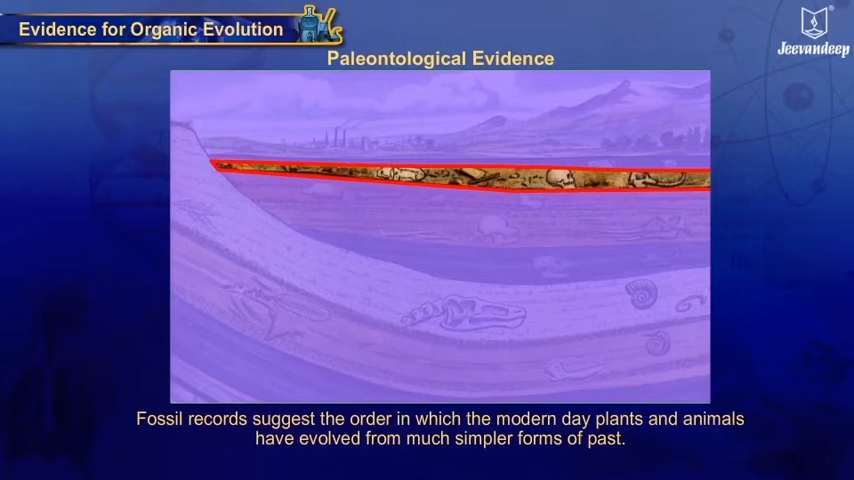 Evidence for Organic Evolution
Jeevandeep®
Paleontological Evidence
Fossil records suggest the order in which the modern day plants and animals
have evolved from much simpler forms of past.